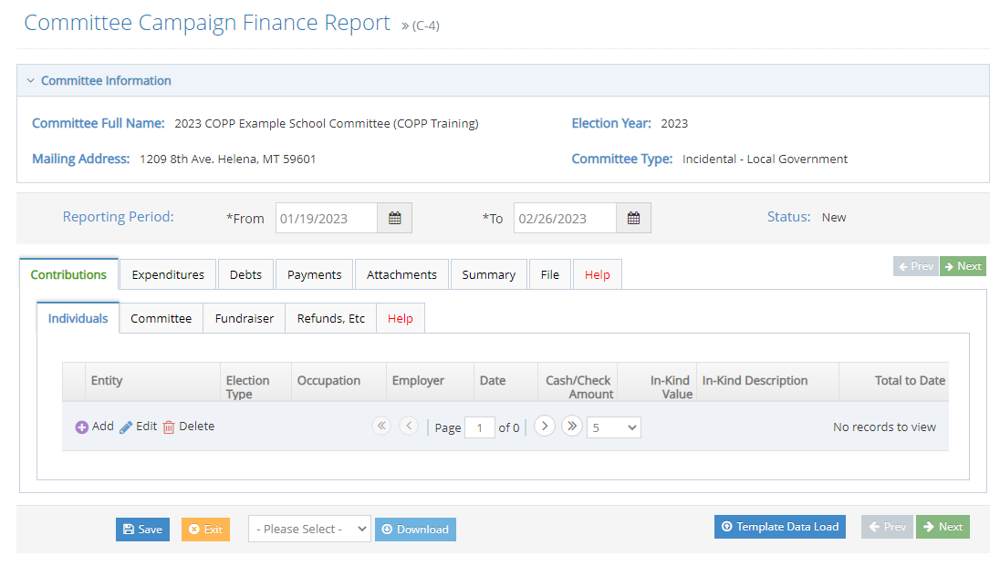 Committee Campaign Finance Report » (C-4)
Committee Information
Committee Full Name: 2023 COPP Example School Committee (COPP Training) Election Year: 2023
Mailing Address: 1209 8th Ave. Helena, MT 59601 Committee Type: Incidental - Local Government
Reporting Period: *From 01/19/2023 *To 02/26/2023 Status: New
Contributions Expenditures Debts Payments Attachments Summary File Help Prev Next
Individuals Committee Fundraiser Refunds, Etc Help
Entity Election Type Occupation Employer Date Cash/Check Amount In-Kind Value In-Kind Description Total to Date
Add Edit Delete Page 1 of 0 5 No records to view
Save Exit - Please Select - Download Template Data Load Prev Next